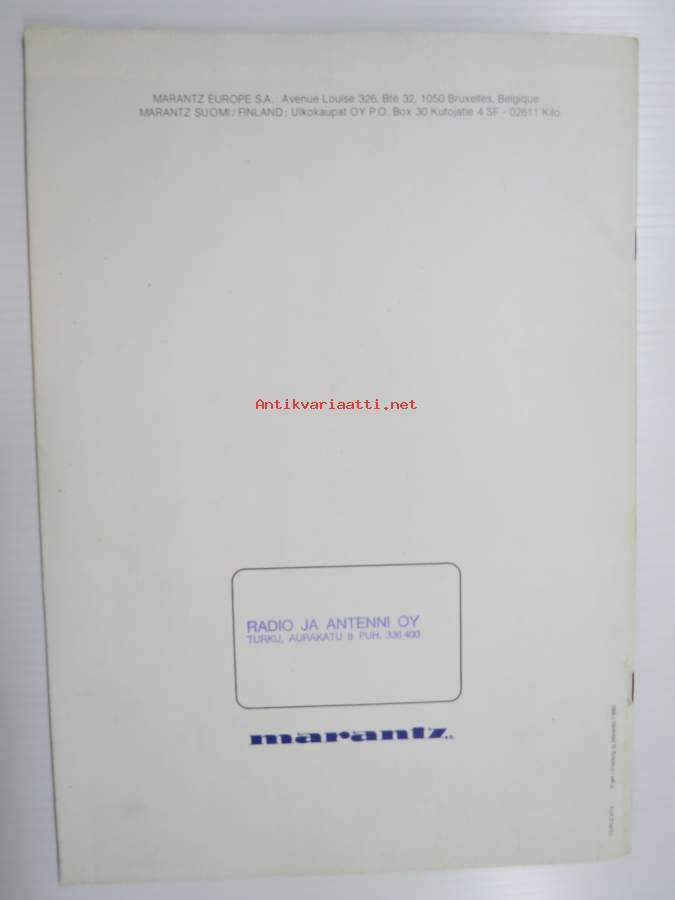 MARANTZ EUROPE S.A.: Avenue Louise 326, Bte 32, 1050 Bruxelles, Belgique
MARANTZ SUOMI / FINLAND: Ulkokaupat OY P.O. Box 30 Kutojatie 4 SF - 02611 Kilo
Antikvariaatti.net
RADIO JA ANTENNI OY
TURKU, AURAKATU 8 PUH. 336 400
marantz